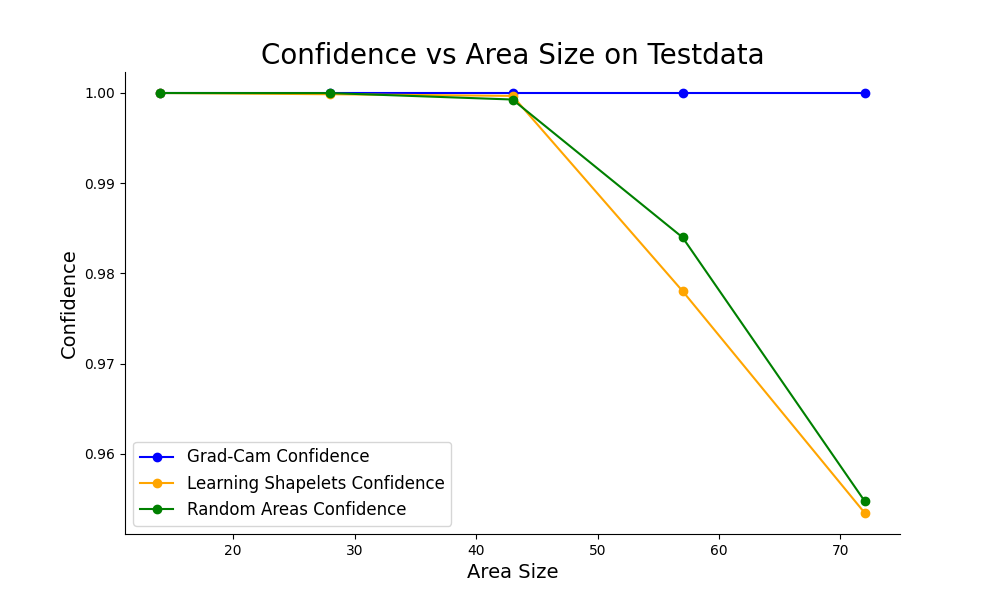 Confidence vs Area Size on Testdata
1.00
0.99
0.98
0.97
0.96
Confidence
Grad-Cam Confidence
Learning Shapelets Confidence
Random Areas Confidence
20 30 40 50 60 70
Area Size